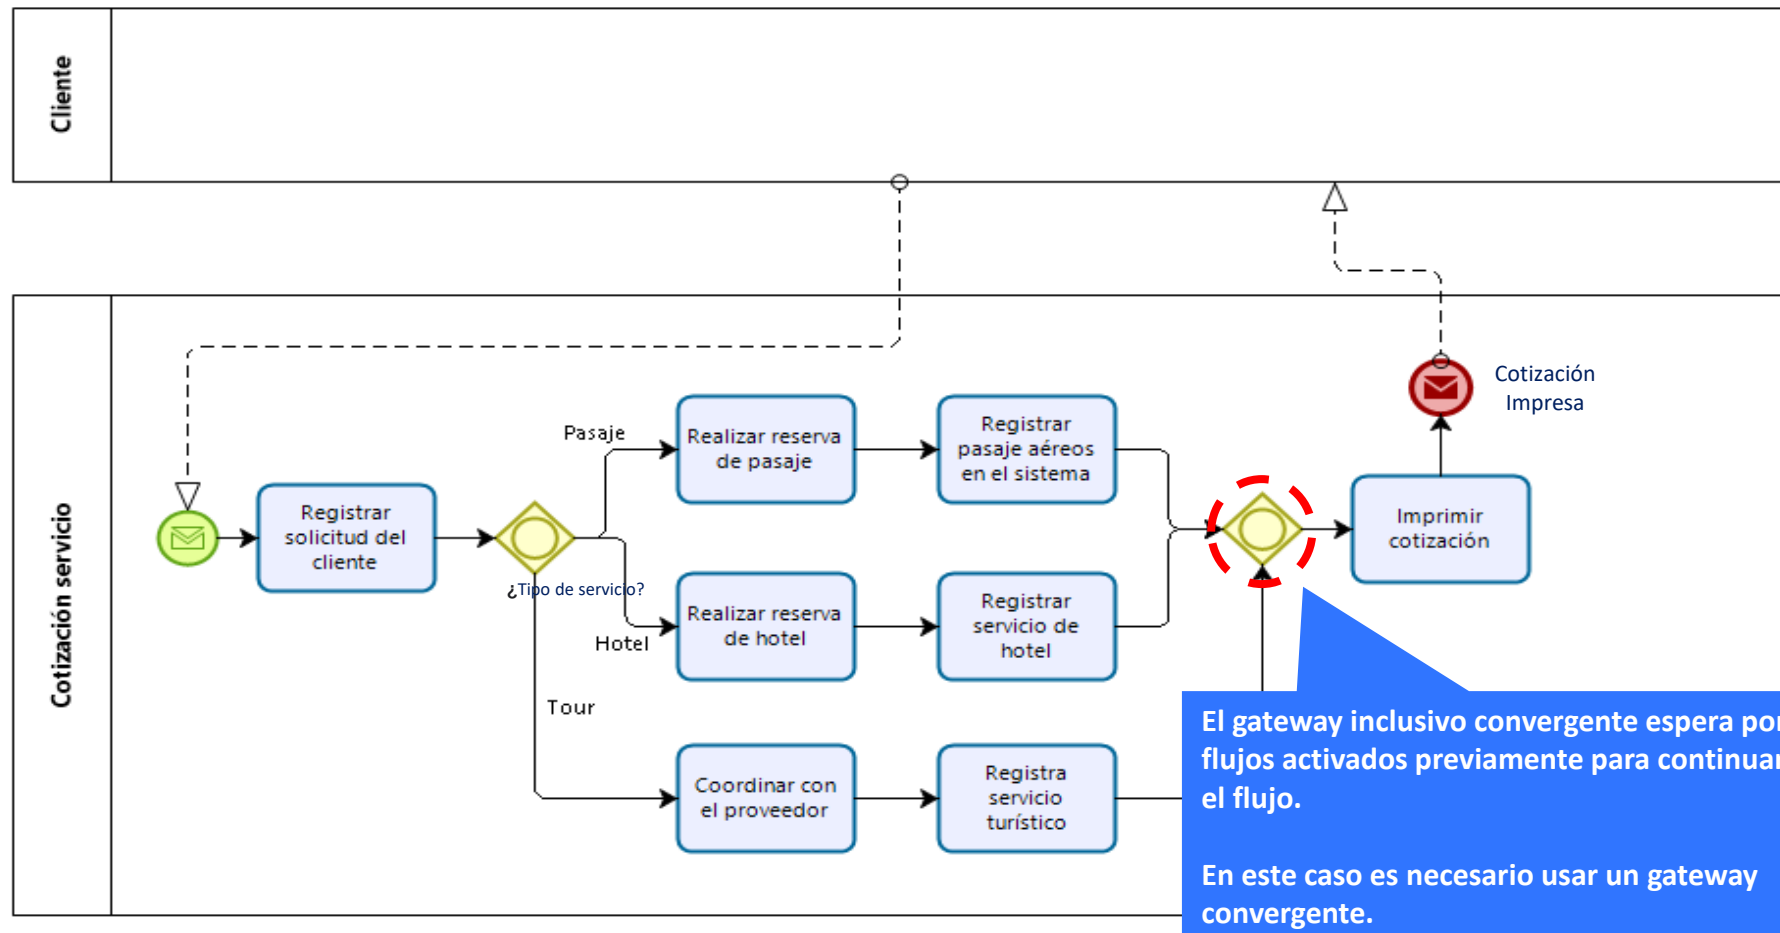 Cliente
Cotización servicio
Registrar
solicitud del
cliente
¿Tipo de servicio?
Pasaje
Hotel
Tour
Realizar reserva
de pasaje
Registrar
pasaje aéreos
en el sistema
Realizar reserva
de hotel
Registrar
servicio de
hotel
Coordinar con
el proveedor
Registra
servicio
turístico
Imprimir
cotización
Cotización
Impresa
El gateway inclusivo convergente espera por
flujos activados previamente para continuar
el flujo.
En este caso es necesario usar un gateway
convergente.